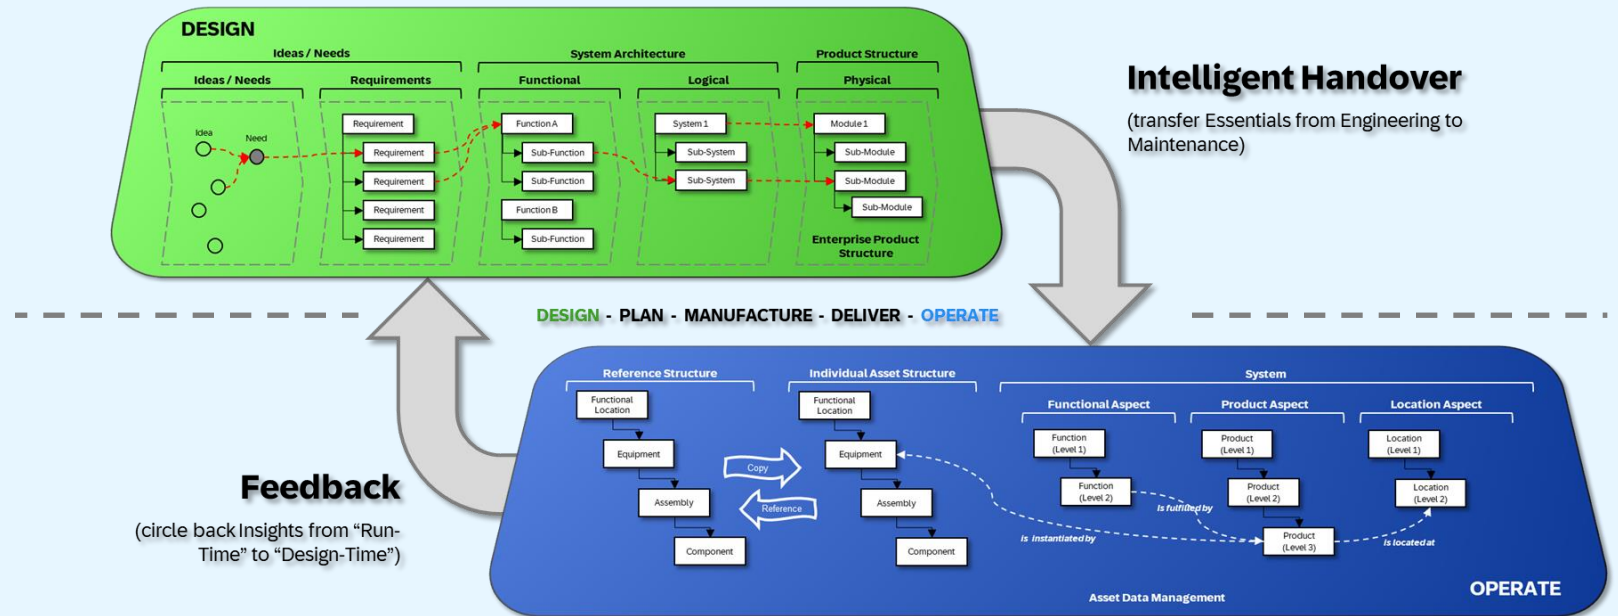 DESIGN
Ideas / Needs
System Architecture
Product Structure
Ideas / Needs
Requirements
Functional
Logical
Physical
Idea
Need
Requirement
Requirement
Requirement
Requirement
Requirement
Function A
Sub-Function
Sub-Function
Function B
Sub-Function
System 1
Sub-System
Sub-System
Module 1
Sub-Module
Sub-Module
Sub-Module
Enterprise Product
Structure
Intelligent Handover
(transfer Essentials from Engineering to
Maintenance)
DESIGN - PLAN - MANUFACTURE - DELIVER - OPERATE
Feedback
(circle back Insights from “Run-
Time” to “Design-Time”)
Reference Structure
Functional
Location
Equipment
Assembly
Component
Copy
Reference
Individual Asset Structure
Functional
Location
Equipment
Assembly
Component
System
Functional Aspect
Product Aspect
Location Aspect
Function
(Level 1)
Function
(Level 2)
Product
(Level 1)
Product
(Level 2)
Product
(Level 3)
Location
(Level 1)
Location
(Level 2)
is fulfilled by
is instantiated by
is located at
Asset Data Management
OPERATE